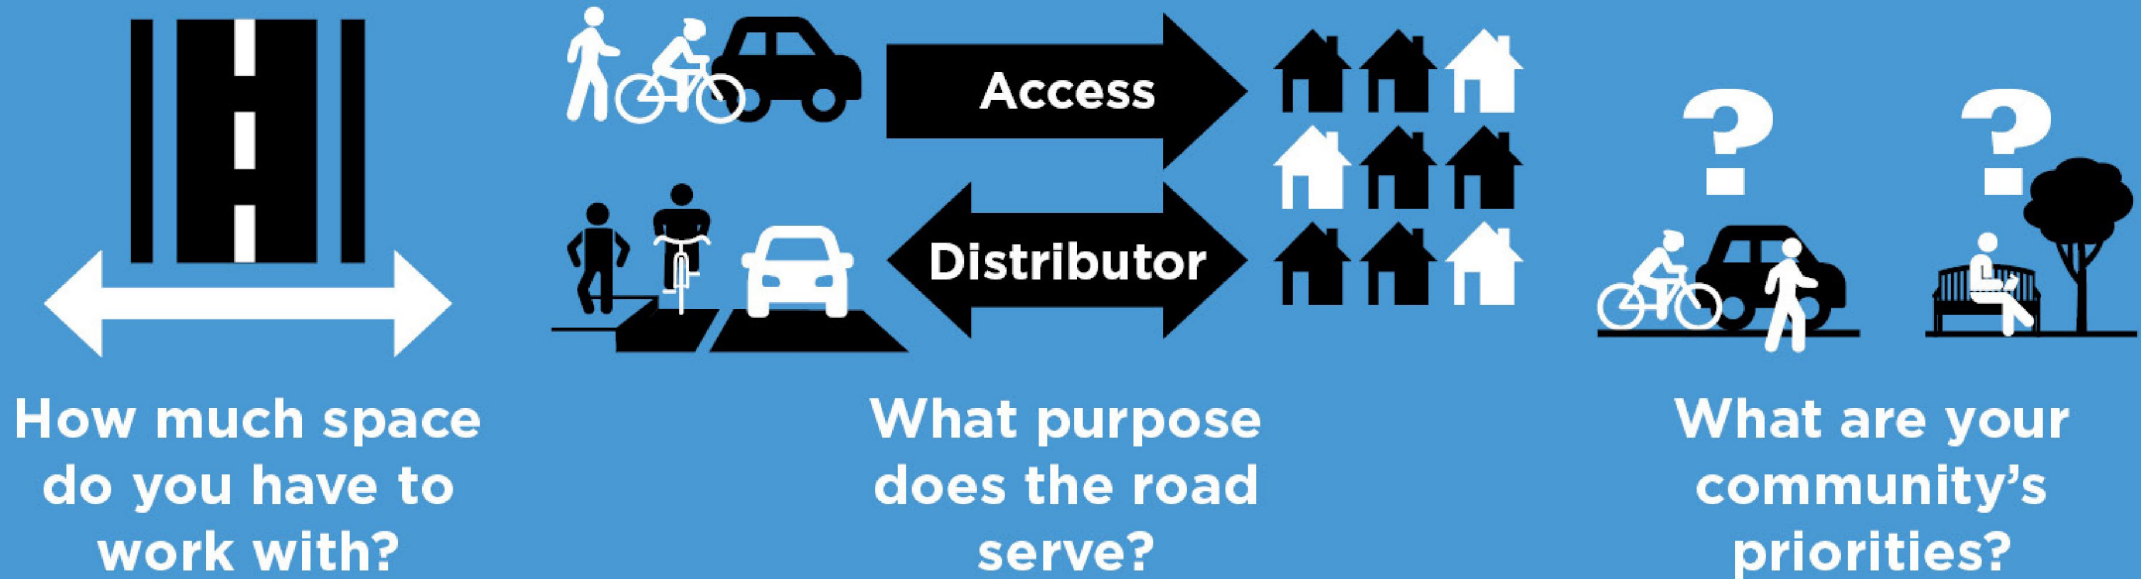 Access
Distributor
?
?
How much space
do you have to
work with?
What purpose
does the road
serve?
What are your
community’s
priorities?